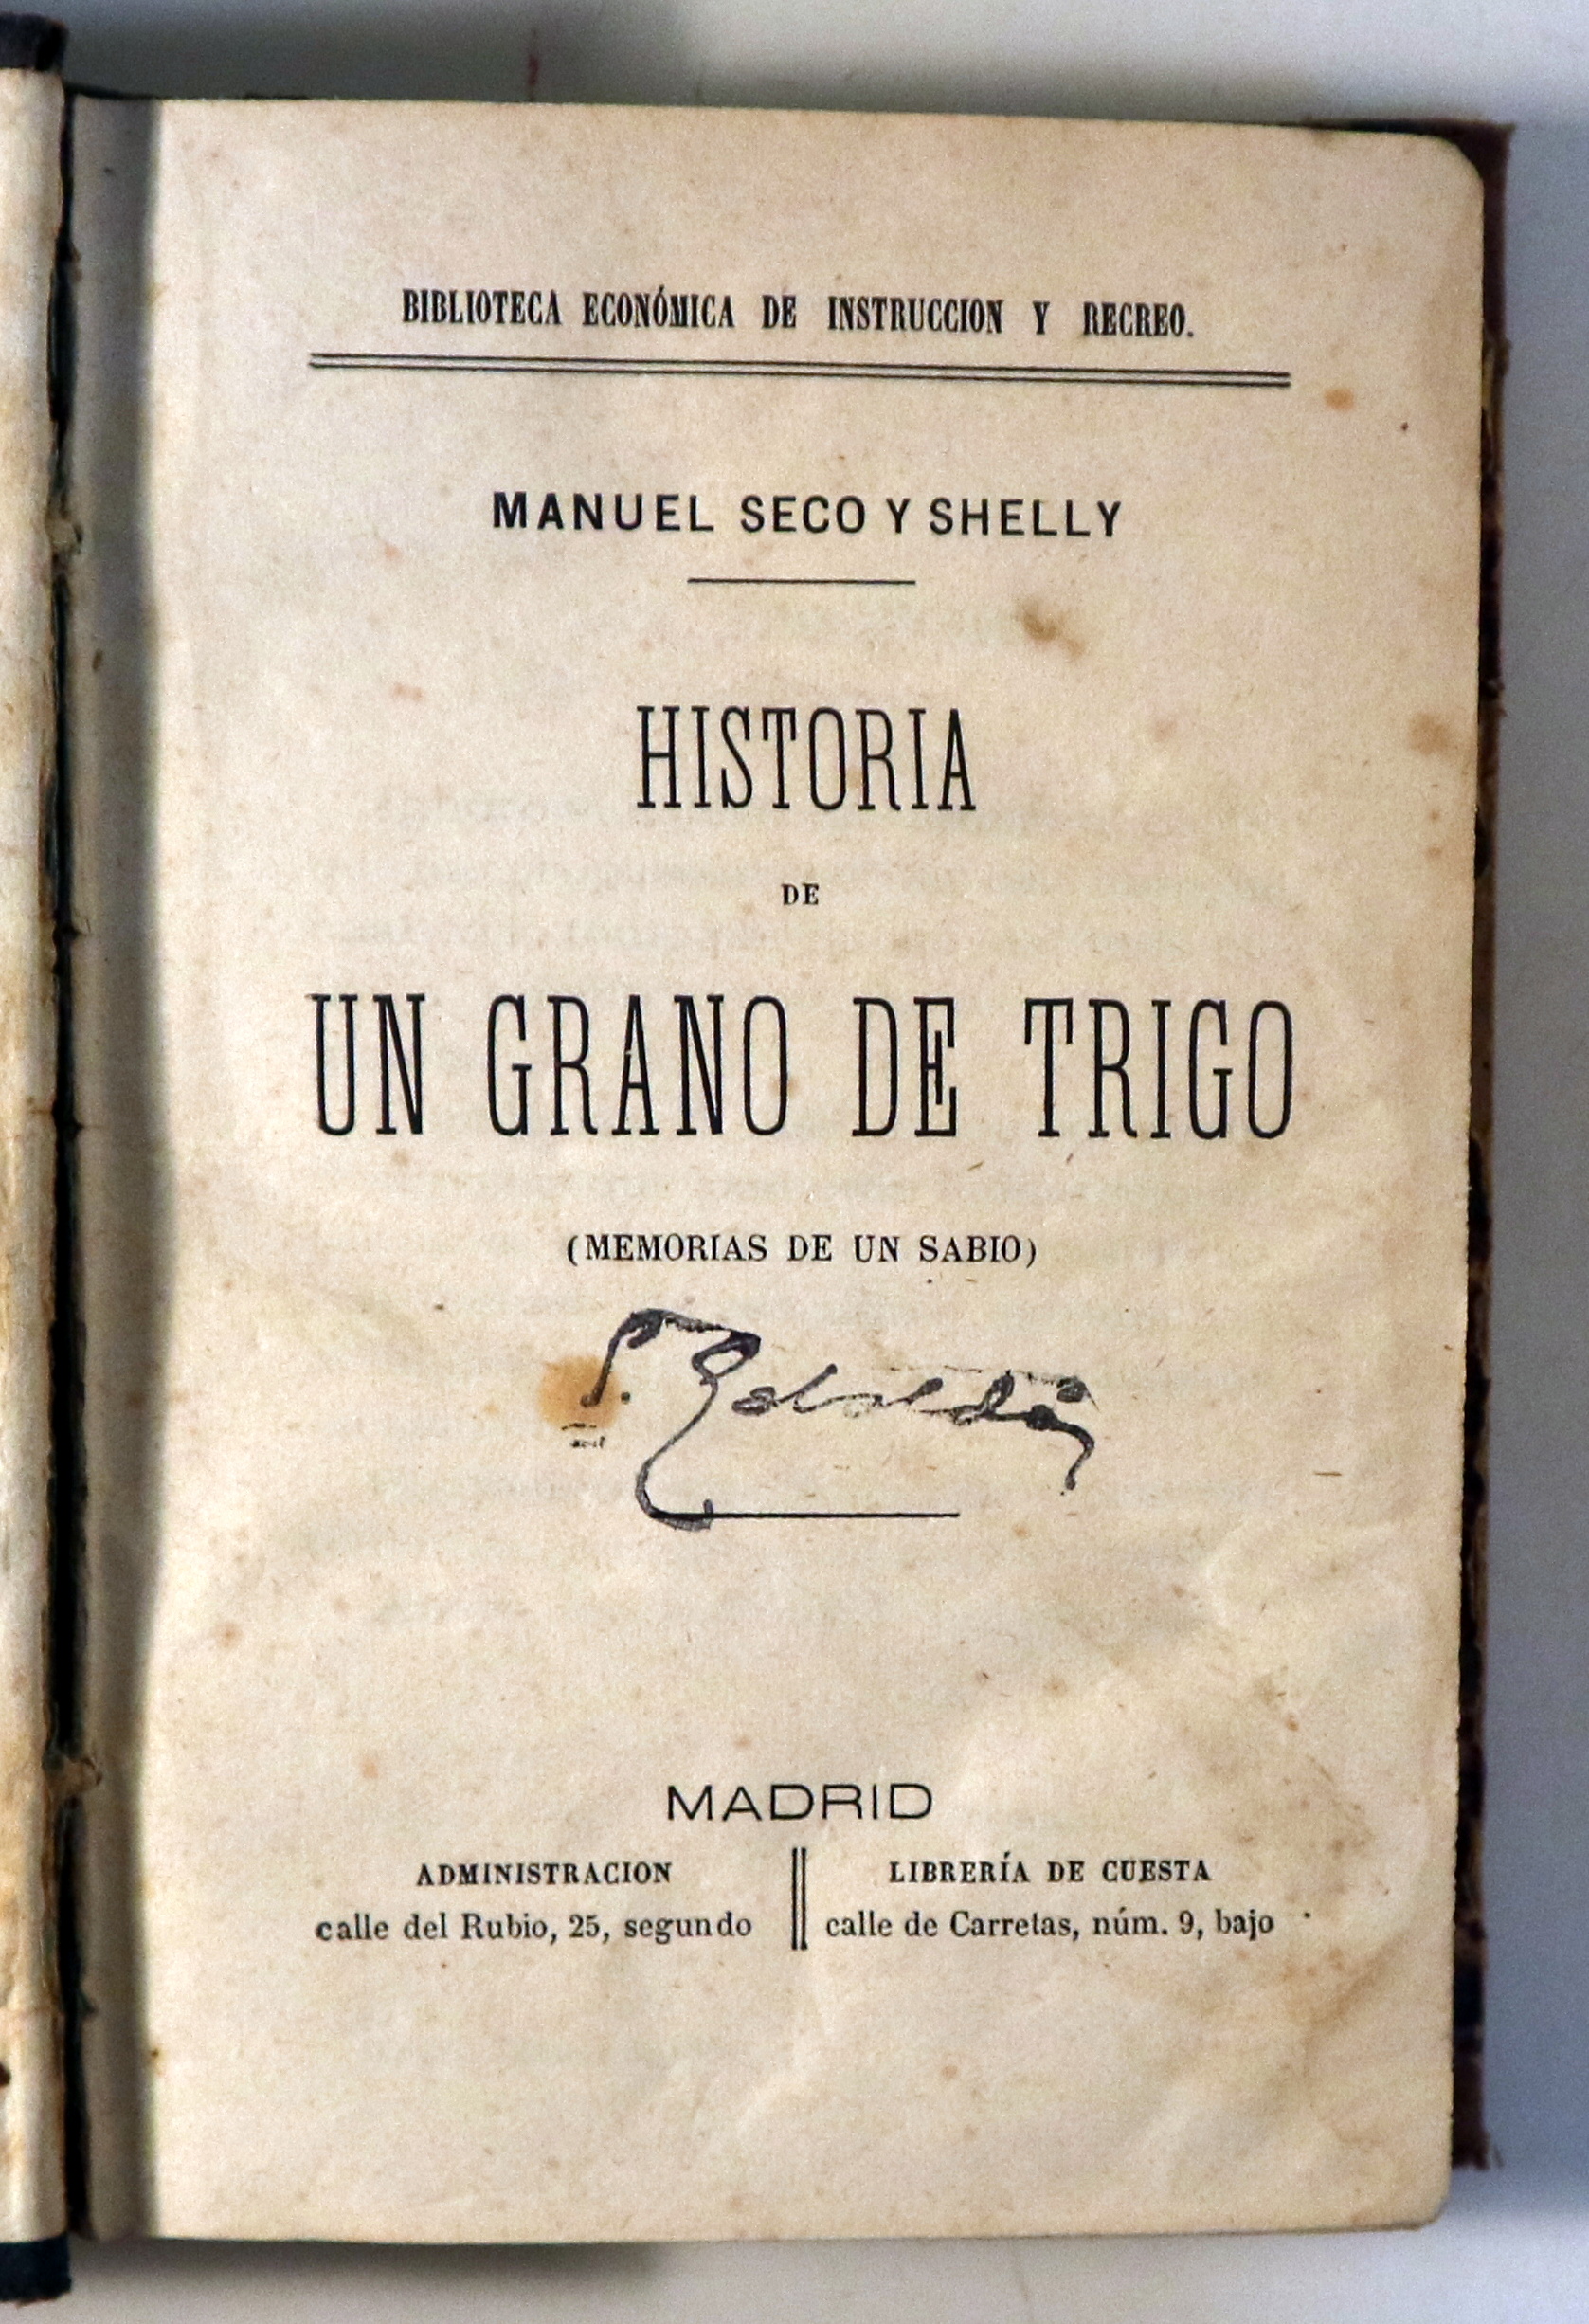 BIBLIOTECA ECONÓMICA DE INSTRUCCION Y RECREO.
MANUEL SECO Y SHELLY
HISTORIA
DE
UN GRANO DE TRIGO
(MEMORIAS DE UN SABIO)
MADRID
ADMINISTRACION
calle del Rubio, 25, segundo
LIBRERÍA DE CUESTA
calle de Carretas, núm. 9, bajo